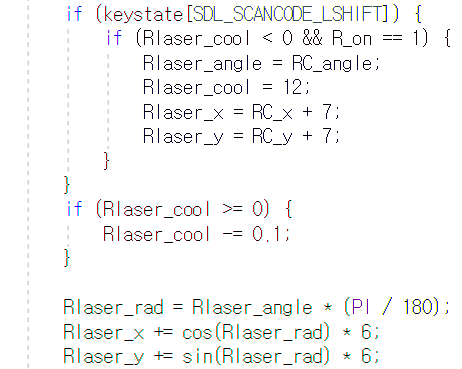 if (keystate[SDL_SCANCODE_LSHIFT]) {
if (Rlaser_cool < 0 && R_on == 1) {
Rlaser_angle = RC_angle;
Rlaser_cool = 12;
Rlaser_x = RC_x + 7;
Rlaser_y = RC_y + 7;
}
}
if (Rlaser_cool >= 0) {
Rlaser_cool -= 0.1;
}
Rlaser_rad = Rlaser_angle * (PI / 180);
Rlaser_x += cos(Rlaser_rad) * 6;
Rlaser_y += sin(Rlaser_rad) * 6;